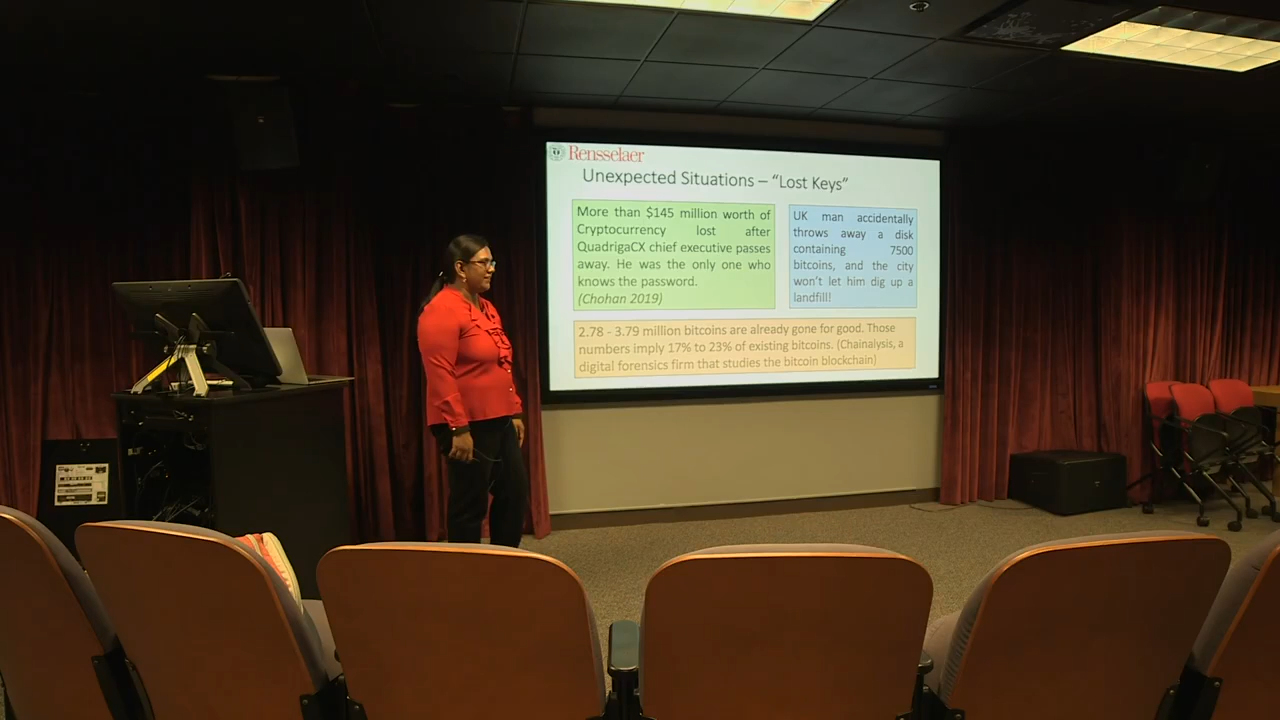 Rensselaer
Unexpected Situations – “Lost Keys”
More than $145 million worth of
Cryptocurrency lost after
QuadrigaCX chief executive passes
away. He was the only one who
knows the password.
(Chohan 2019)
UK man accidentally
throws away a disk
containing 7500
bitcoins, and the city
won’t let him dig up a
landfill!
2.78 - 3.79 million bitcoins are already gone for good. Those
numbers imply 17% to 23% of existing bitcoins. (Chainalysis, a
digital forensics firm that studies the bitcoin blockchain)